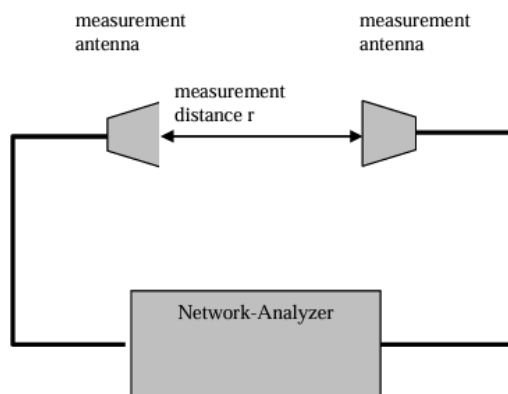 measurement
antenna
measurement
antenna
measurement
distance r
Network-Analyzer